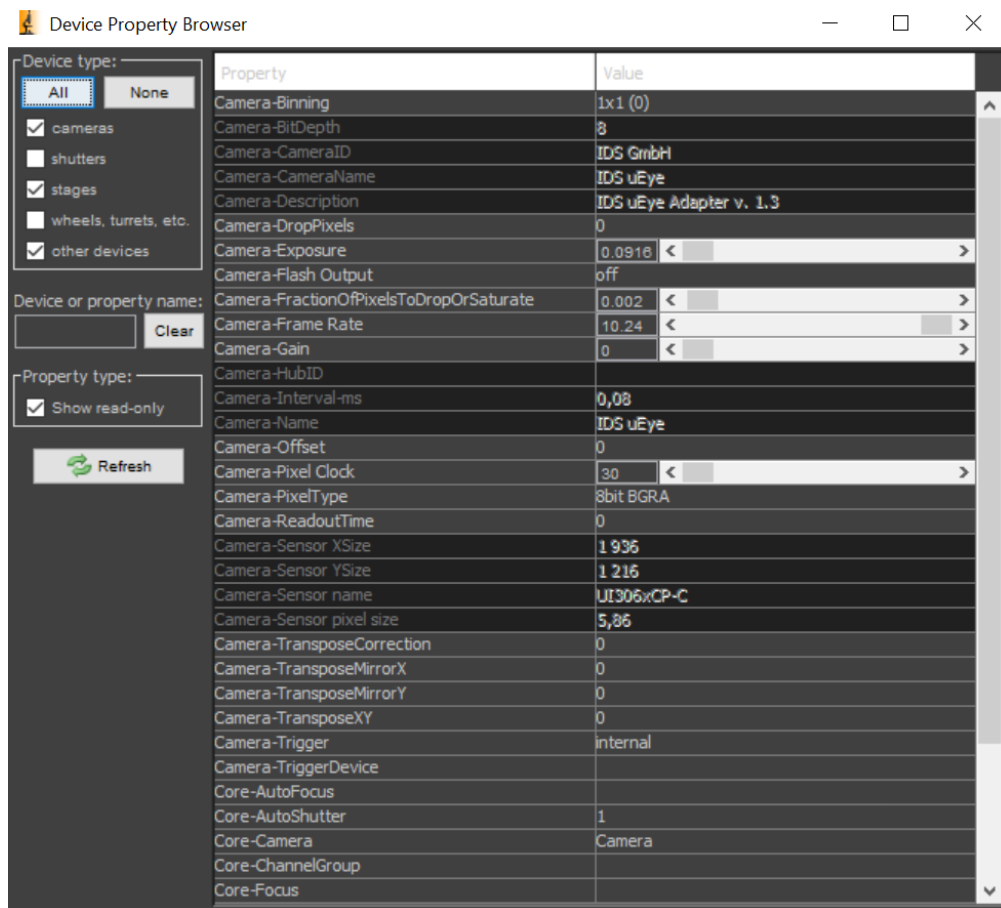 Device Property Browser
Device type:
All None
cameras
shutters
stages
wheels, turrets, etc.
other devices
Device or property name:
Clear
Property type:
Show read-only
Refresh
Property Value
Camera-Binning 1x1 (0)
Camera-BitDepth 8
Camera-CameraID IDS GmbH
Camera-CameraName IDS uEye
Camera-Description IDS uEye Adapter v. 1.3
Camera-DropPixels 0
Camera-Exposure 0.0916
Camera-Flash Output off
Camera-FractionOfPixelsToDropOrSaturate 0.002
Camera-Frame Rate 10.24
Camera-Gain 0
Camera-HubID
Camera-Interval-ms 0,08
Camera-Name IDS uEye
Camera-Offset 0
Camera-Pixel Clock 30
Camera-PixelType 8bit BGRA
Camera-ReadoutTime 0
Camera-Sensor XSize 1 936
Camera-Sensor YSize 1 216
Camera-Sensor name UI306xCP-C
Camera-Sensor pixel size 5,86
Camera-TransposeCorrection 0
Camera-TransposeMirrorX 0
Camera-TransposeMirrorY 0
Camera-TransposeXY 0
Camera-Trigger internal
Camera-TriggerDevice
Core-AutoFocus
Core-AutoShutter 1
Core-Camera Camera
Core-ChannelGroup
Core-Focus